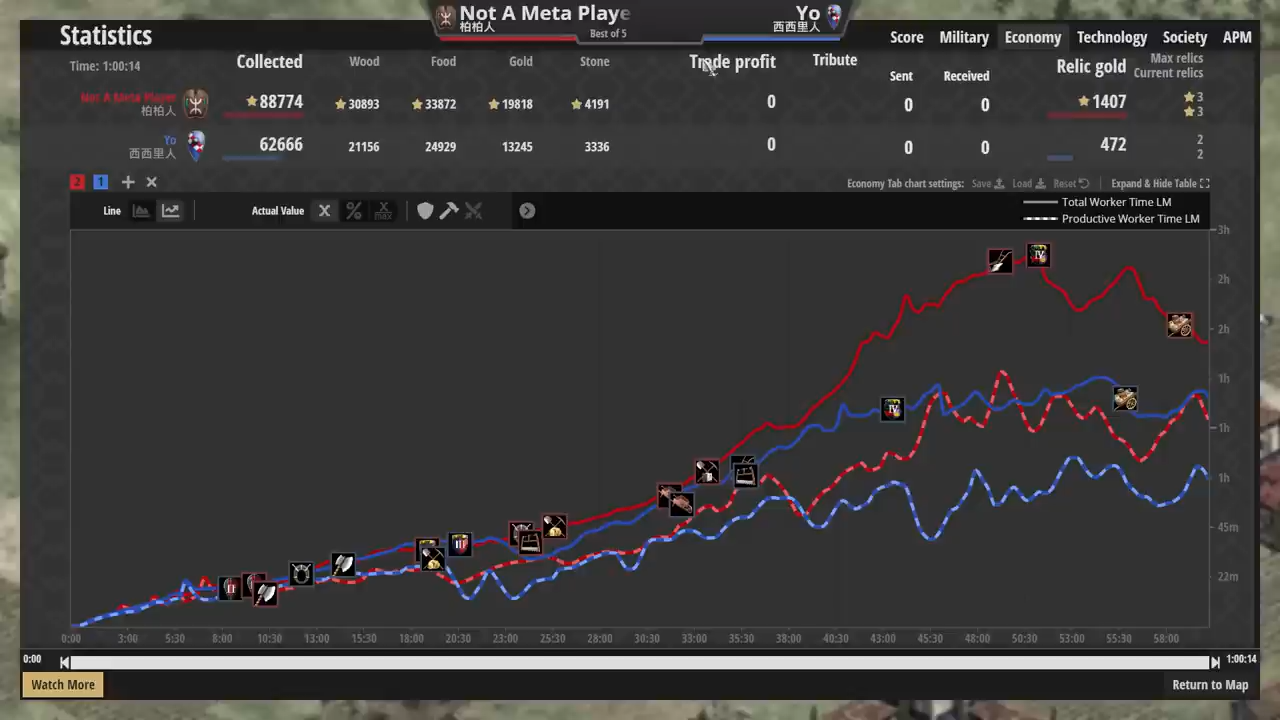 Not A Meta Playe
柏柏人
Best of 5
Yo
西西里人
Statistics
Score Military Economy Technology Society APM
Time: 1:00:14
Collected Wood Food Gold Stone Trade profit Tribute Sent Received Relic gold Max relics
Current relics
Not A Meta Player
柏柏人
88774 30893 33872 19818 4191 0 0 0 1407 3
3
Yo
西西里人
62666 21156 24929 13245 3336 0 0 0 472 2
2
2 1
Economy Tab chart settings: Save Load Reset Expand & Hide Table
Line Actual Value X % X max
Total Worker Time LM
Productive Worker Time LM
3h
2h
2h
1h
1h
1h
45m
22m
IV
IV
III
II
0:00 3:00 5:30 8:00 10:30 13:00 15:30 18:00 20:30 23:00 25:30 28:00 30:30 33:00 35:30 38:00 40:30 43:00 45:30 48:00 50:30 53:00 55:30 58:00
0:00 1:00:14
Watch More Return to Map